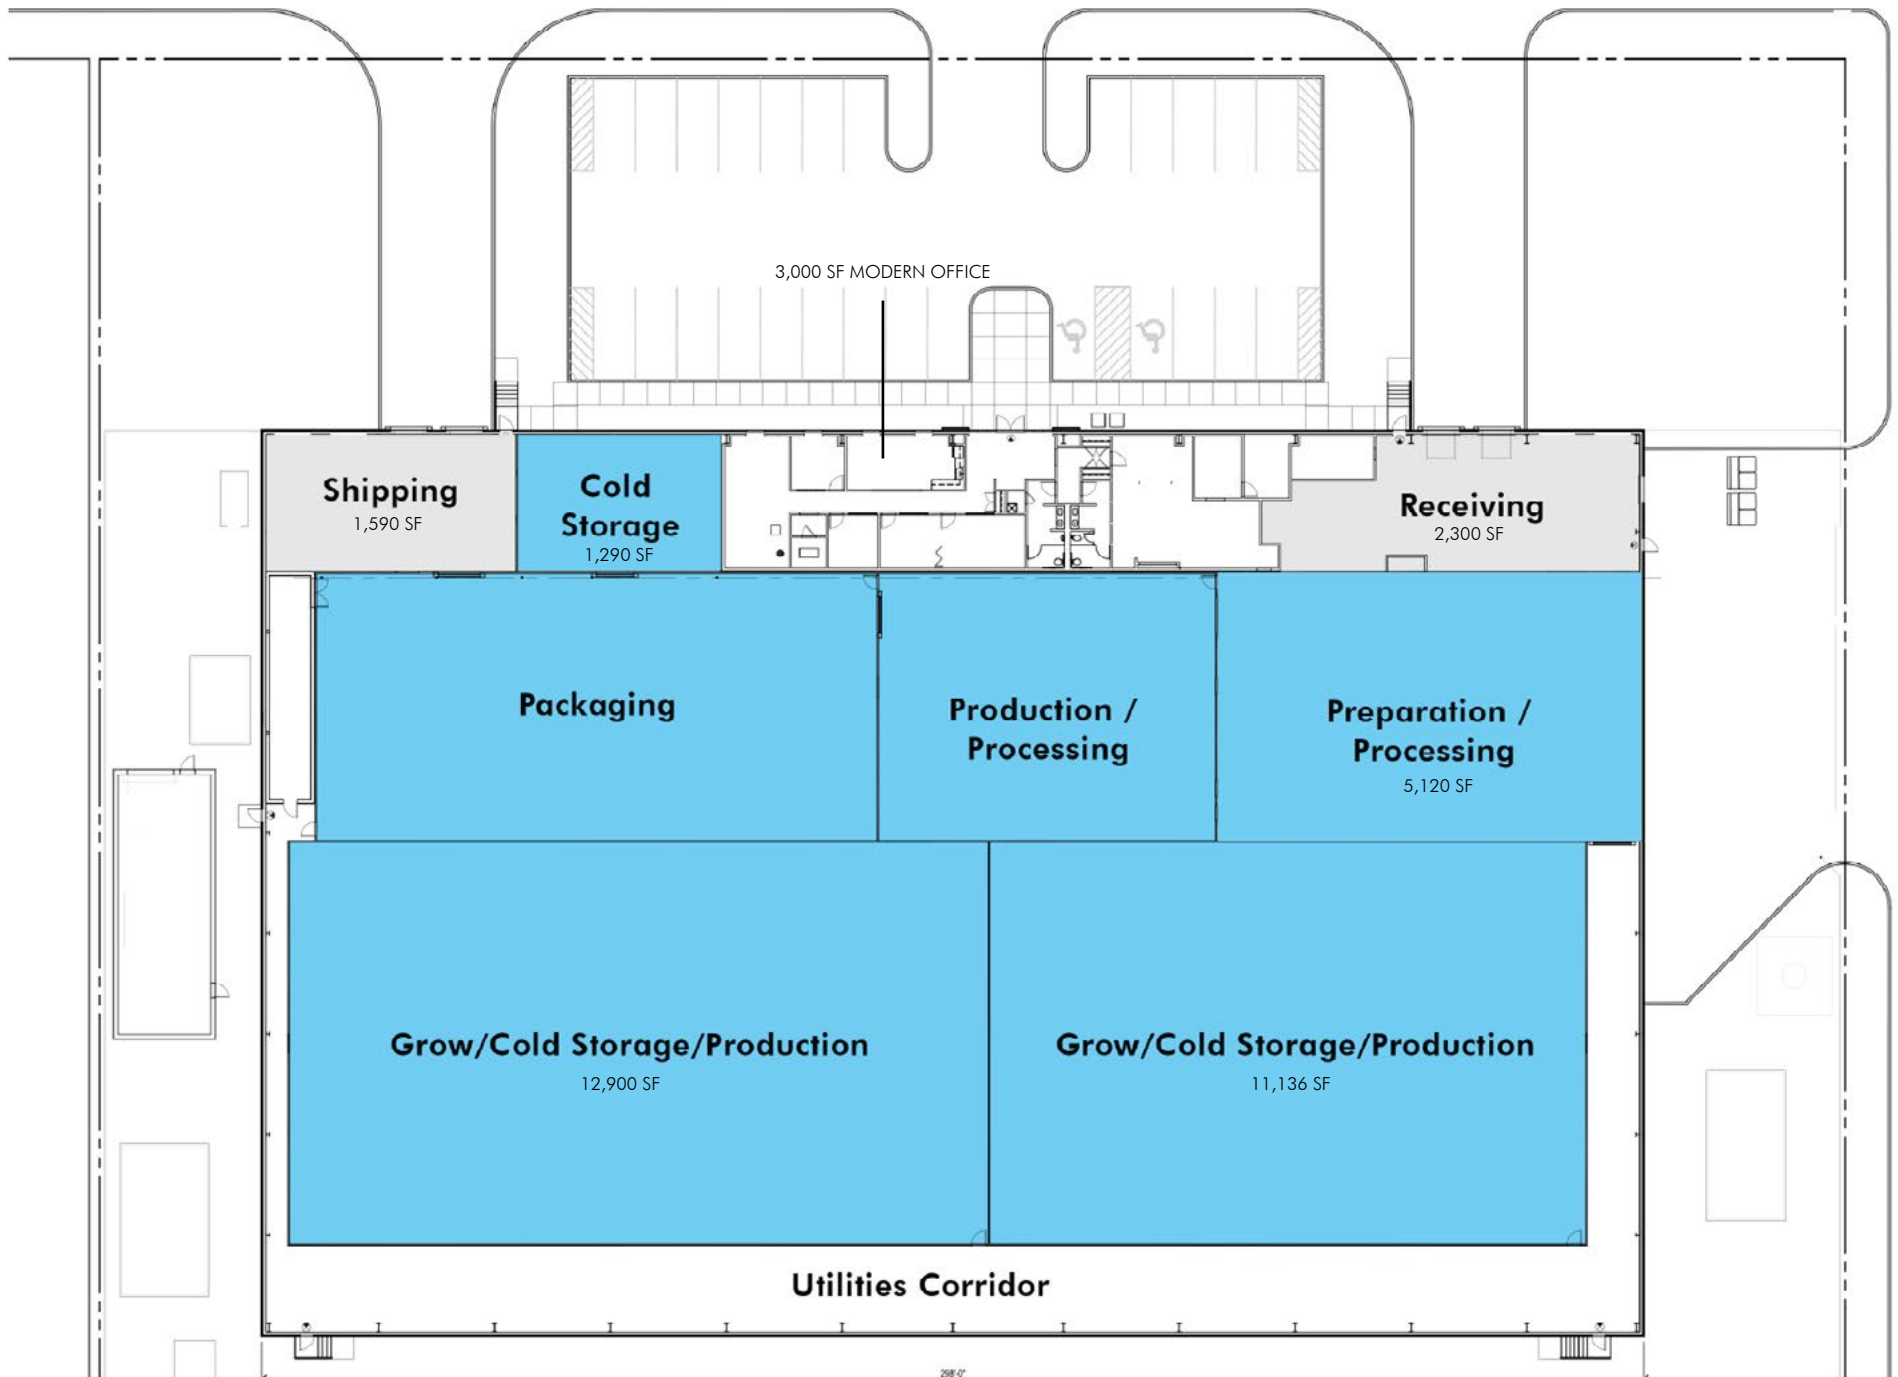 3,000 SF MODERN OFFICE
Shipping
1,590 SF
Cold
Storage
1,290 SF
Receiving
2,300 SF
Packaging
Production /
Processing
Preparation /
Processing
5,120 SF
Grow/Cold Storage/Production
12,900 SF
Grow/Cold Storage/Production
11,136 SF
Utilities Corridor
298'-0"